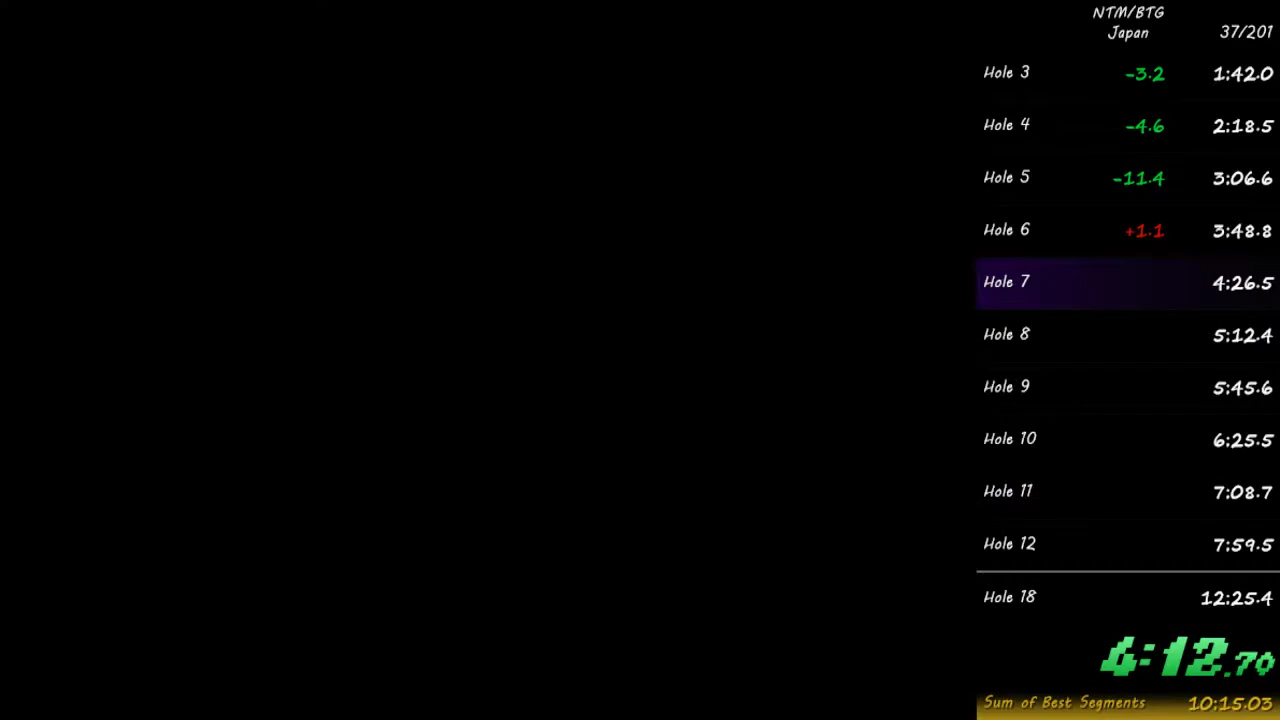 NTM/BTG
Japan 37/201
Hole 3 -3.2 1:42.0
Hole 4 -4.6 2:18.5
Hole 5 -11.4 3:06.6
Hole 6 +1.1 3:48.8
Hole 7 4:26.5
Hole 8 5:12.4
Hole 9 5:45.6
Hole 10 6:25.5
Hole 11 7:08.7
Hole 12 7:59.5
Hole 18 12:25.4
4:12.70
Sum of Best Segments 10:15.03